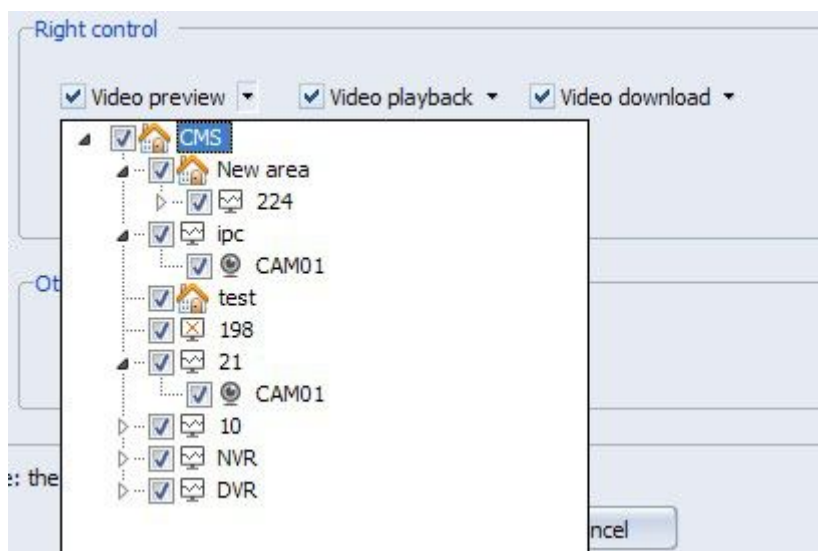 Right control
Video preview Video playback Video download
CMS
New area
224
ipc
CAM01
Ot
test
198
21
CAM01
10
NVR
: the
DVR
ncel